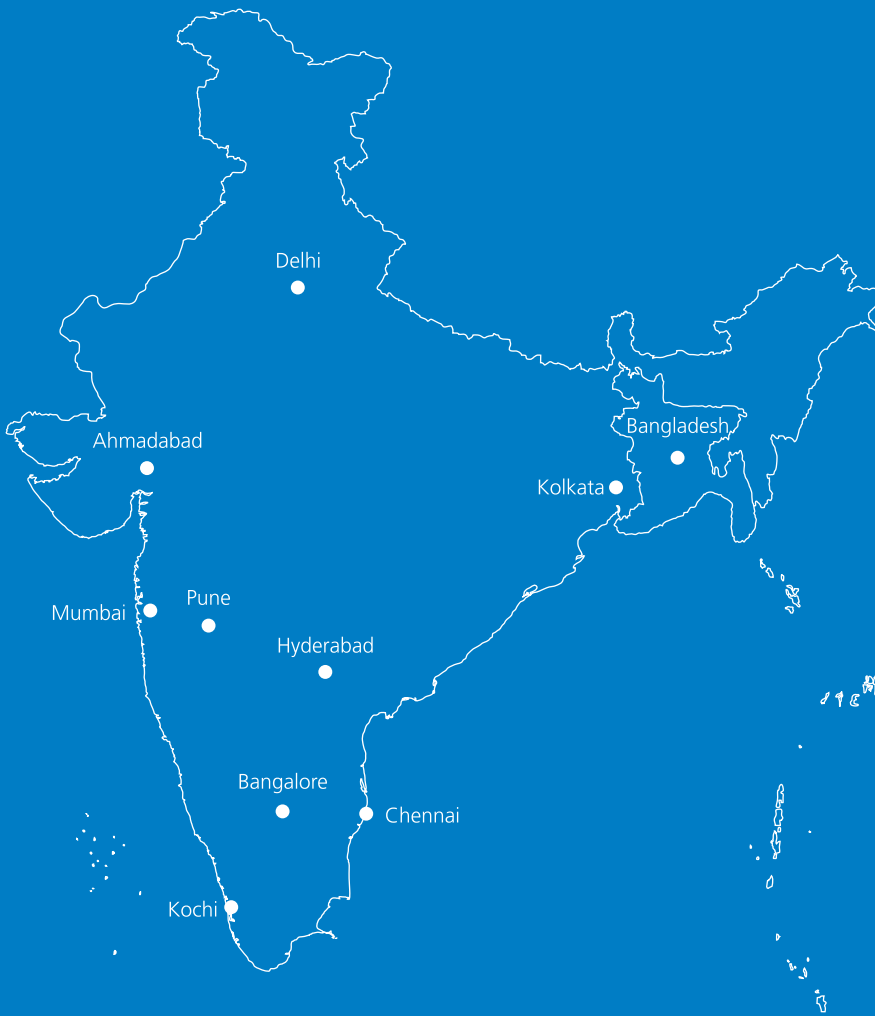 Delhi
Bangladesh
Ahmadabad
Kolkata
Pune
Mumbai
Hyderabad
Bangalore
Chennai
Kochi